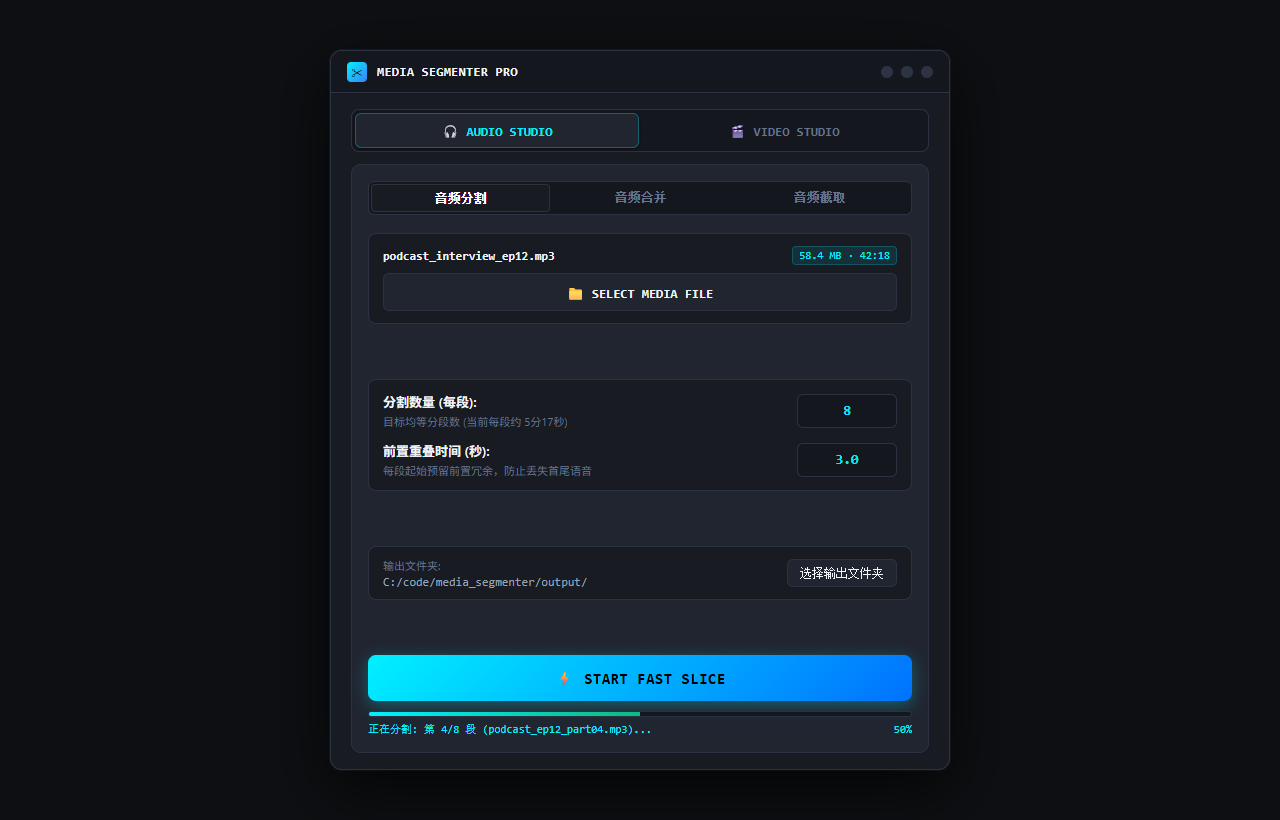 MEDIA SEGMENTER PRO
AUDIO STUDIO
VIDEO STUDIO
音频分割
音频合并
音频截取
podcast_interview_ep12.mp3
58.4 MB · 42:18
SELECT MEDIA FILE
分割数量 (每段):
目标均等分段数 (当前每段约 5分17秒)
8
前置重叠时间 (秒):
每段起始预留前置冗余，防止丢失首尾语音
3.0
输出文件夹:
C:/code/media_segmenter/output/
选择输出文件夹
START FAST SLICE
正在分割: 第 4/8 段 (podcast_ep12_part04.mp3)...
50%